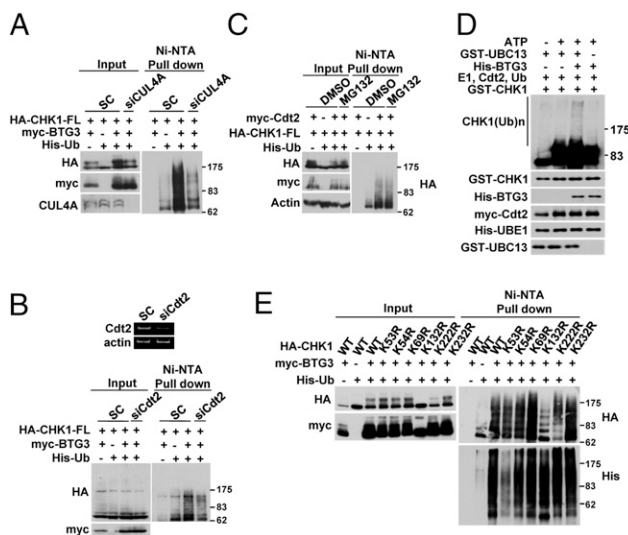 A
Input
Ni-NTA
Pull down
SC
siCUL4A
SC
siCUL4A
HA-CHK1-FL + + + + + + + +
myc-BTG3
His-Ub
HA
myc
CUL4A
175
83
62
B
SC
siCdt2
Cdt2
actin
Input
Ni-NTA
Pull down
SC
siCdt2
SC
siCdt2
HA-CHK1-FL
myc-BTG3
His-Ub
HA
myc
175
83
62
C
Input
Ni-NTA
Pull down
DMSO
MG132
DMSO
MG132
myc-Cdt2
HA-CHK1-FL
His-Ub
HA
myc
Actin
175
83
62
HA
D
ATP
GST-UBC13
- + + + -
His-BTG3
- - + +
E1, Cdt2, Ub + + + +
GST-CHK1 + + + +
CHK1(Ub)n
175
83
GST-CHK1
His-BTG3
myc-Cdt2
His-UBE1
GST-UBC13
E
Input
Ni-NTA
Pull down
HA-CHK1
WT
WT
WT
K53R
K54R
K69R
K132R
K222R
K232R
WT
WT
WT
K53R
K54R
K69R
K132R
K222R
K232R
myc-BTG3
His-Ub
HA
myc
175
83
62
HA
175
83
62
His